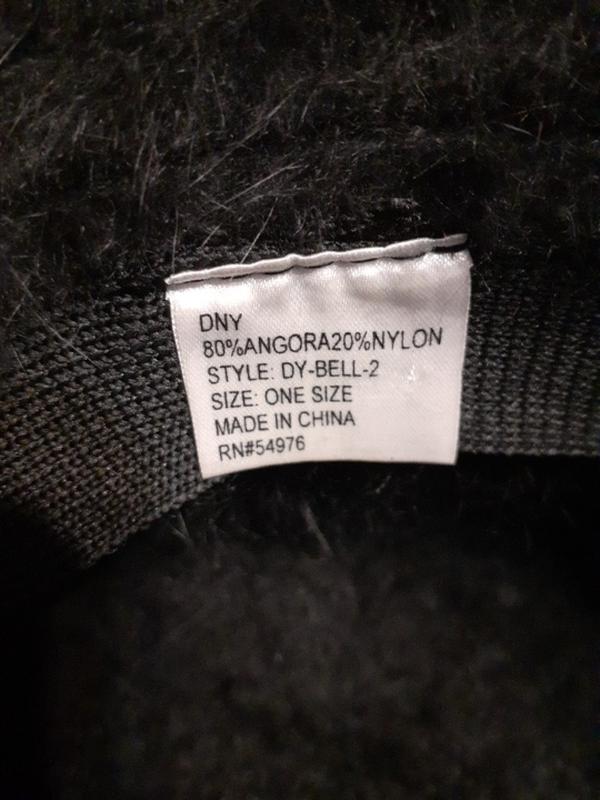 DNY
80%ANGORA20%NYLON
STYLE: DY-BELL-2
SIZE: ONE SIZE
MADE IN CHINA
RN#54976